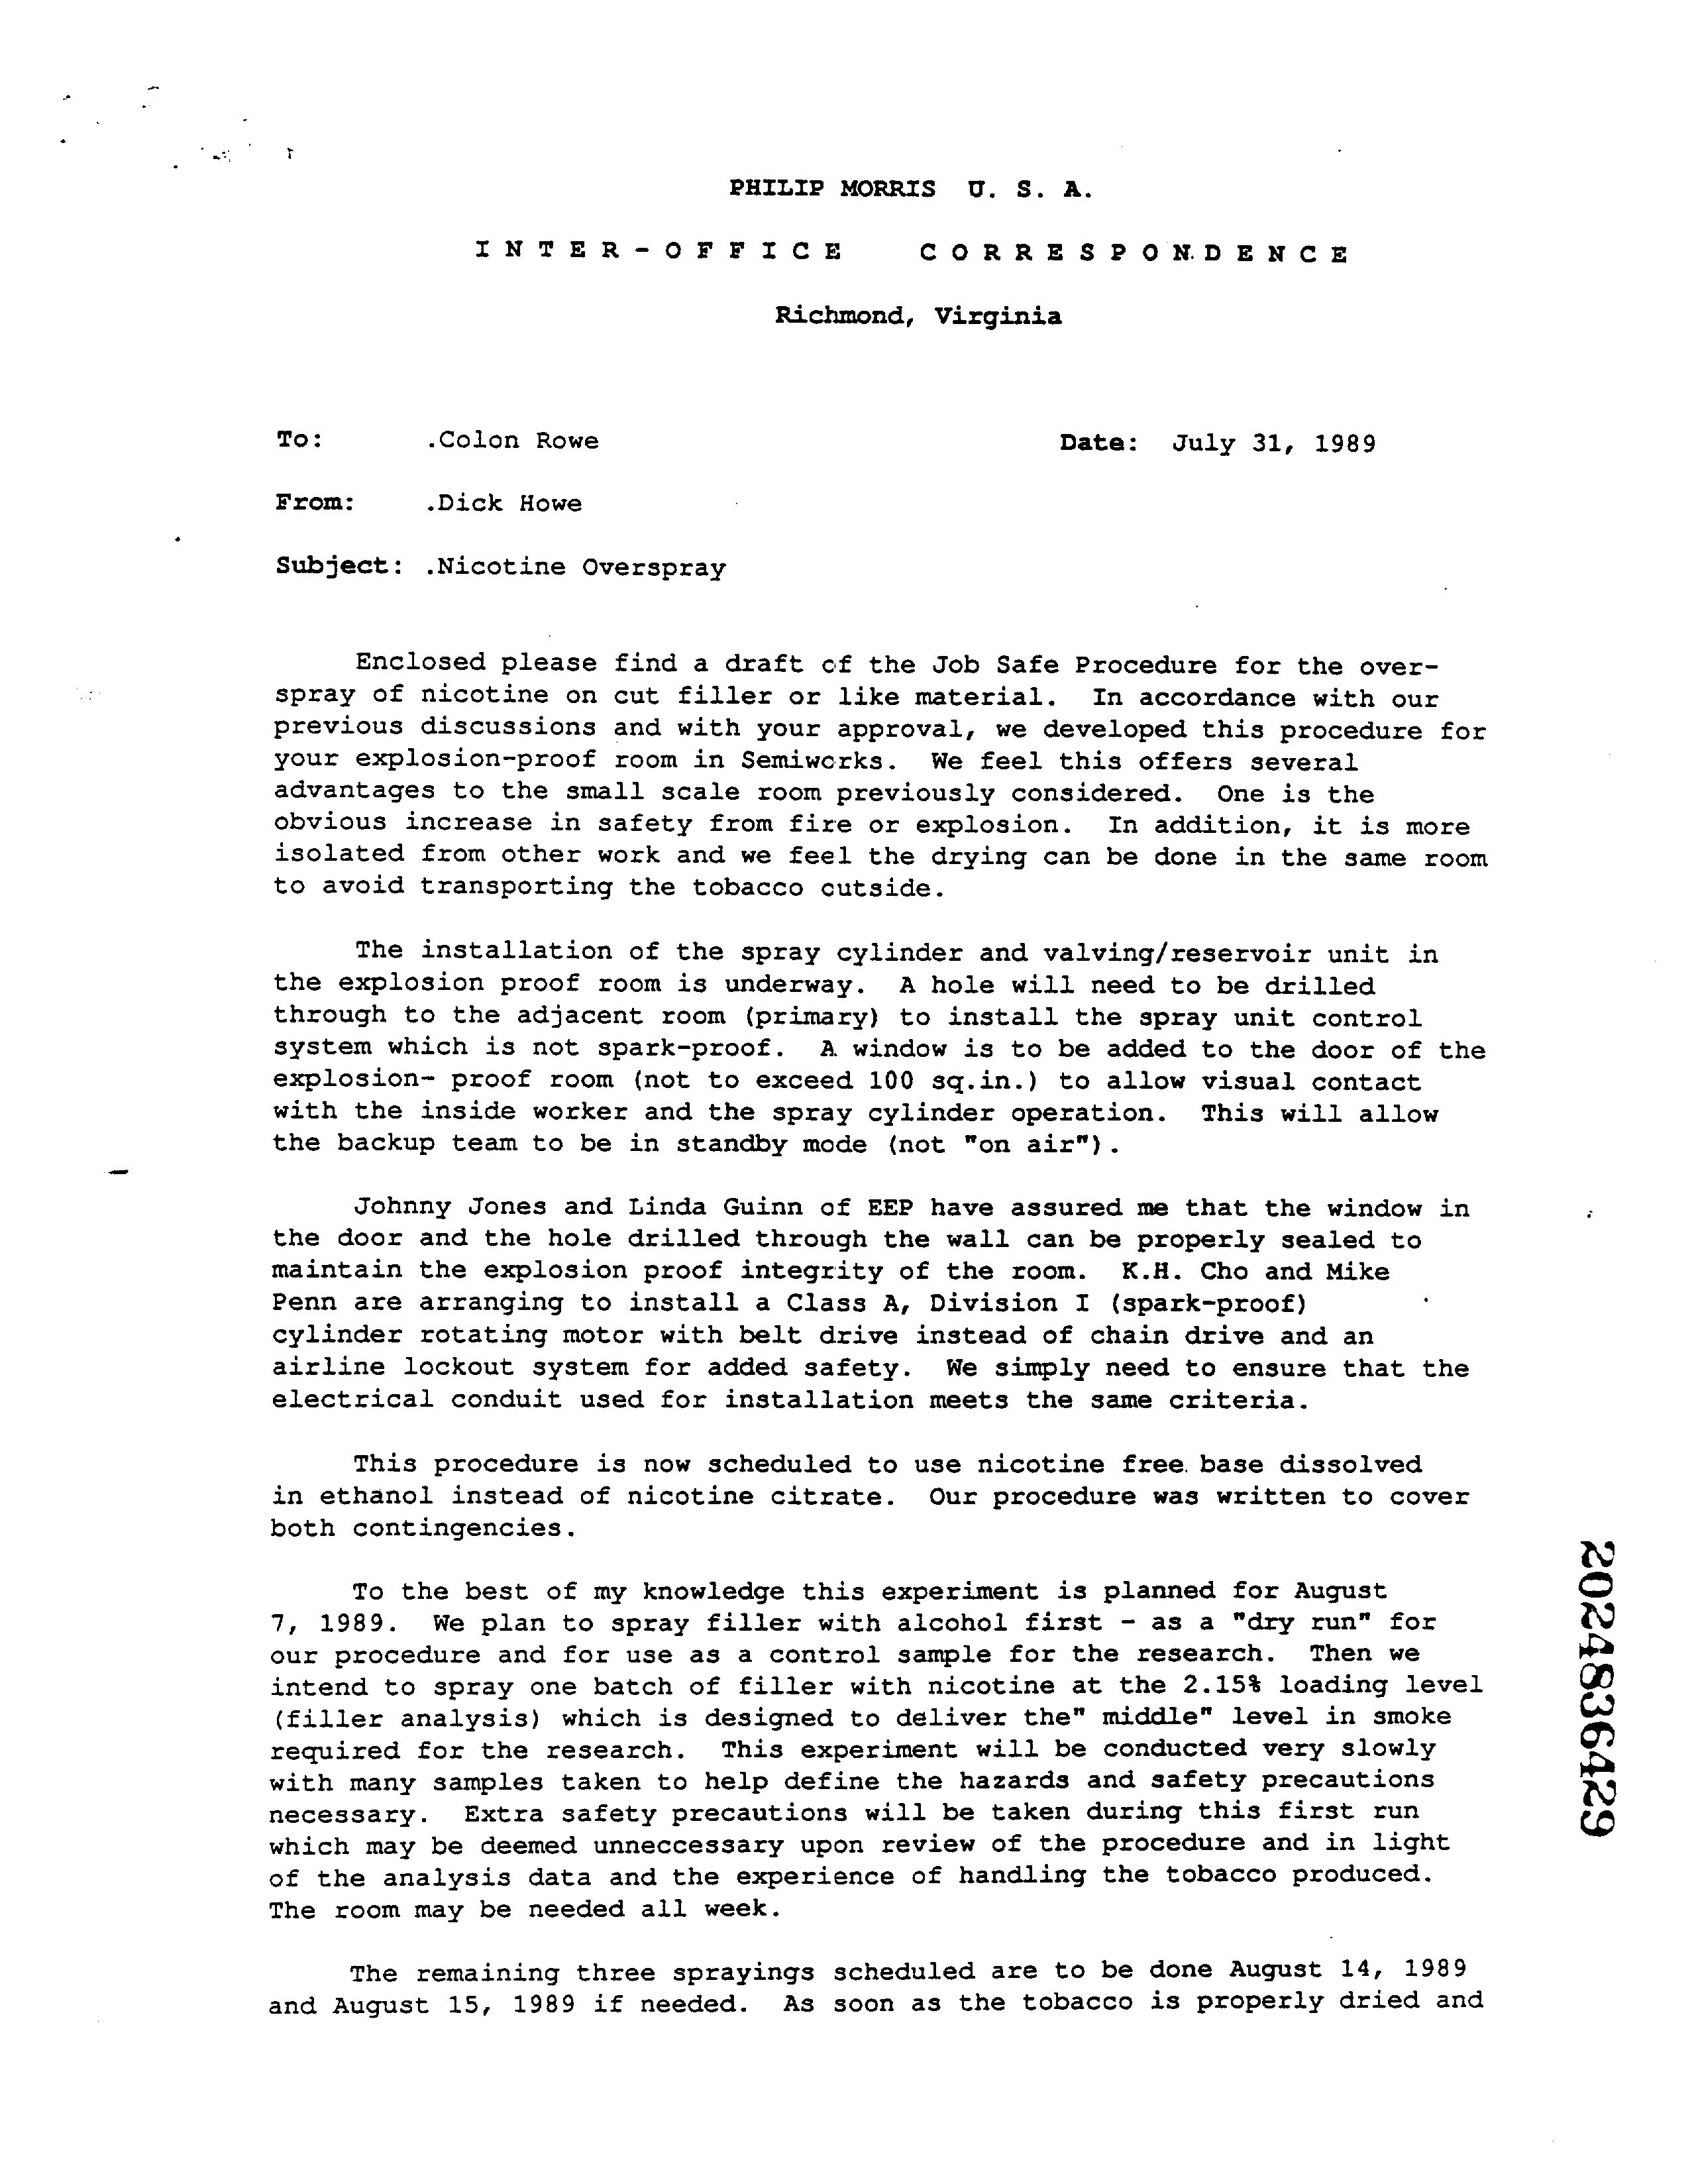 PHILIP MORRIS U. S. A.
INTER-OFFICE CORRESPONDENCE
Richmond, Virginia
To: .Colon Rowe Date: July 31, 1989
From: .Dick Howe
Subject: .Nicotine Overspray
Enclosed please find a draft of the Job Safe Procedure for the over-
spray of nicotine on cut filler or like material. In accordance with our
previous discussions and with your approval, we developed this procedure for
your explosion-proof room in Semiworks. We feel this offers several
advantages to the small scale room previously considered. One is the
obvious increase in safety from fire or explosion. In addition, it is more
isolated from other work and we feel the drying can be done in the same room
to avoid transporting the tobacco outside.
The installation of the spray cylinder and valving/reservoir unit in
the explosion proof room is underway. A hole will need to be drilled
through to the adjacent room (primary) to install the spray unit control
system which is not spark-proof. A window is to be added to the door of the
explosion- proof room (not to exceed 100 sq.in.) to allow visual contact
with the inside worker and the spray cylinder operation. This will allow
the backup team to be in standby mode (not "on air").
Johnny Jones and Linda Guinn of EEP have assured me that the window in
the door and the hole drilled through the wall can be properly sealed to
maintain the explosion proof integrity of the room. K.H. Cho and Mike
Penn are arranging to install a Class A, Division I (spark-proof)
cylinder rotating motor with belt drive instead of chain drive and an
airline lockout system for added safety. We simply need to ensure that the
electrical conduit used for installation meets the same criteria.
This procedure is now scheduled to use nicotine free base dissolved
in ethanol instead of nicotine citrate. Our procedure was written to cover
both contingencies.
To the best of my knowledge this experiment is planned for August
7, 1989. We plan to spray filler with alcohol first - as a "dry run" for
our procedure and for use as a control sample for the research. Then we
intend to spray one batch of filler with nicotine at the 2.15% loading level
(filler analysis) which is designed to deliver the" middle" level in smoke
required for the research. This experiment will be conducted very slowly
with many samples taken to help define the hazards and safety precautions
necessary. Extra safety precautions will be taken during this first run
which may be deemed unneccessary upon review of the procedure and in light
of the analysis data and the experience of handling the tobacco produced.
The room may be needed all week.
The remaining three sprayings scheduled are to be done August 14, 1989
and August 15, 1989 if needed. As soon as the tobacco is properly dried and
2024836429